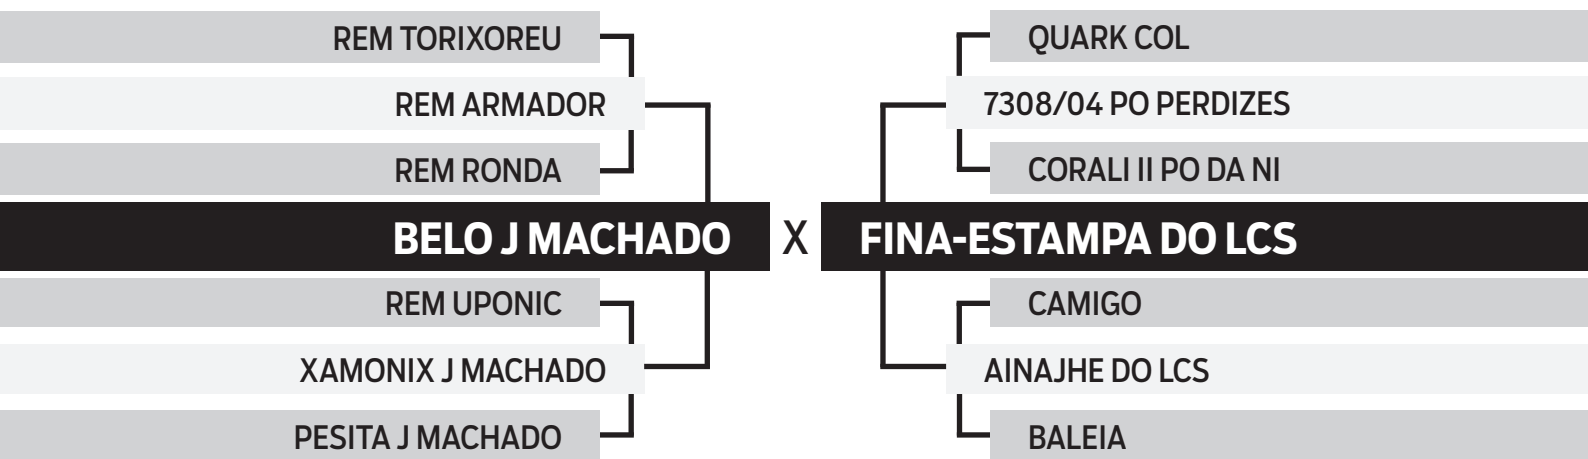 REM TORIXOREU
REM ARMADOR
REM RONDA
BELO J MACHADO X FINA-ESTAMPA DO LCS
REM UPONIC
XAMONIX J MACHADO
PESITA J MACHADO
QUARK COL
7308/04 PO PERDIZES
CORALI II PO DA NI
CAMIGO
AINAJHE DO LCS
BALEIA